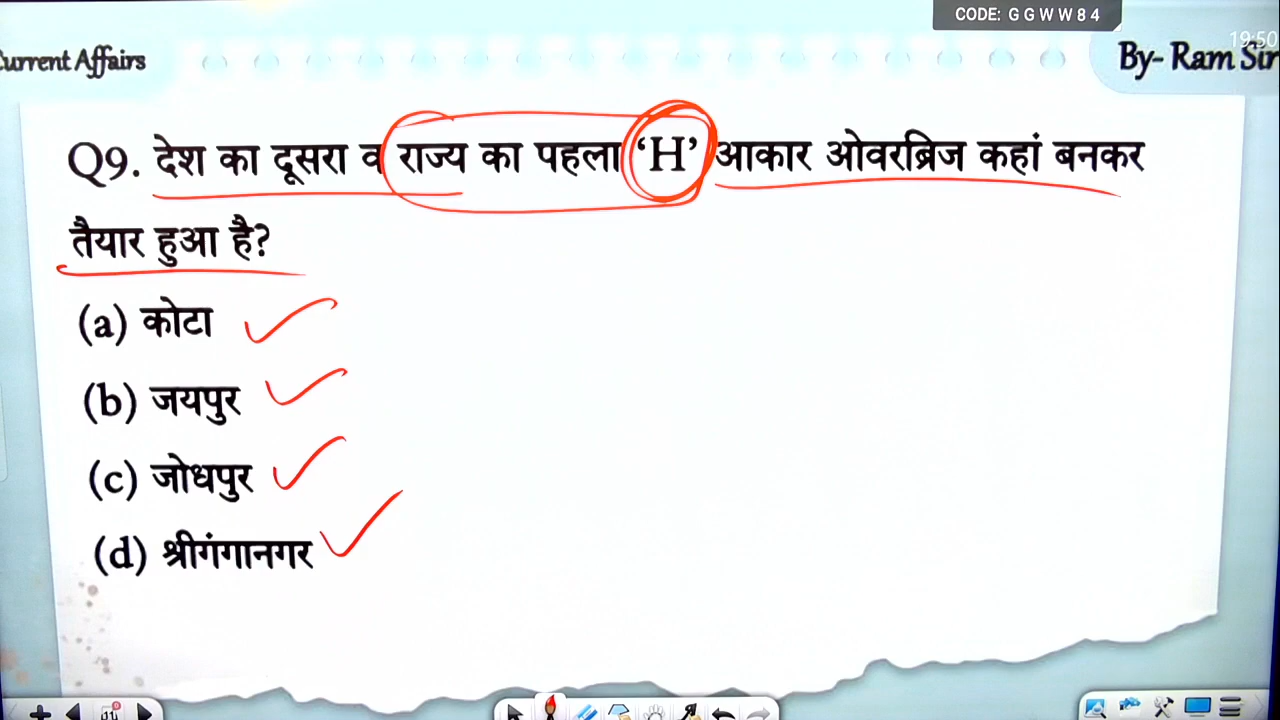 CODE: G G W W 8 4
19:50
Current Affairs
By- Ram Sir
Q9. देश का दूसरा व राज्य का पहला ‘H’ आकार ओवरब्रिज कहां बनकर
तैयार हुआ है?
(a) कोटा
(b) जयपुर
(c) जोधपुर
(d) श्रीगंगानगर